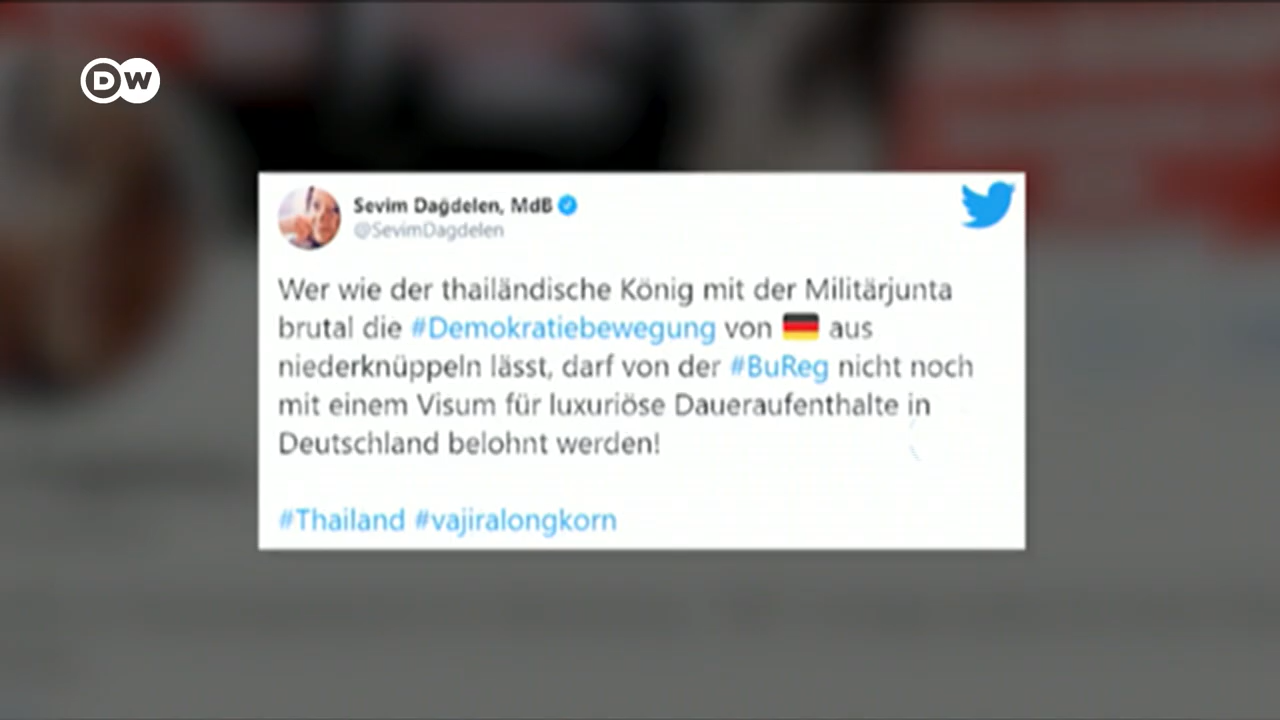 DW
Sevim Dağdelen, MdB
@SevimDagdelen
Wer wie der thailändische König mit der Militärjunta
brutal die #Demokratiebewegung von 🇩🇪 aus
niederknüppeln lässt, darf von der #BuReg nicht noch
mit einem Visum für luxuriöse Daueraufenthalte in
Deutschland belohnt werden!
#Thailand #vajiralongkorn